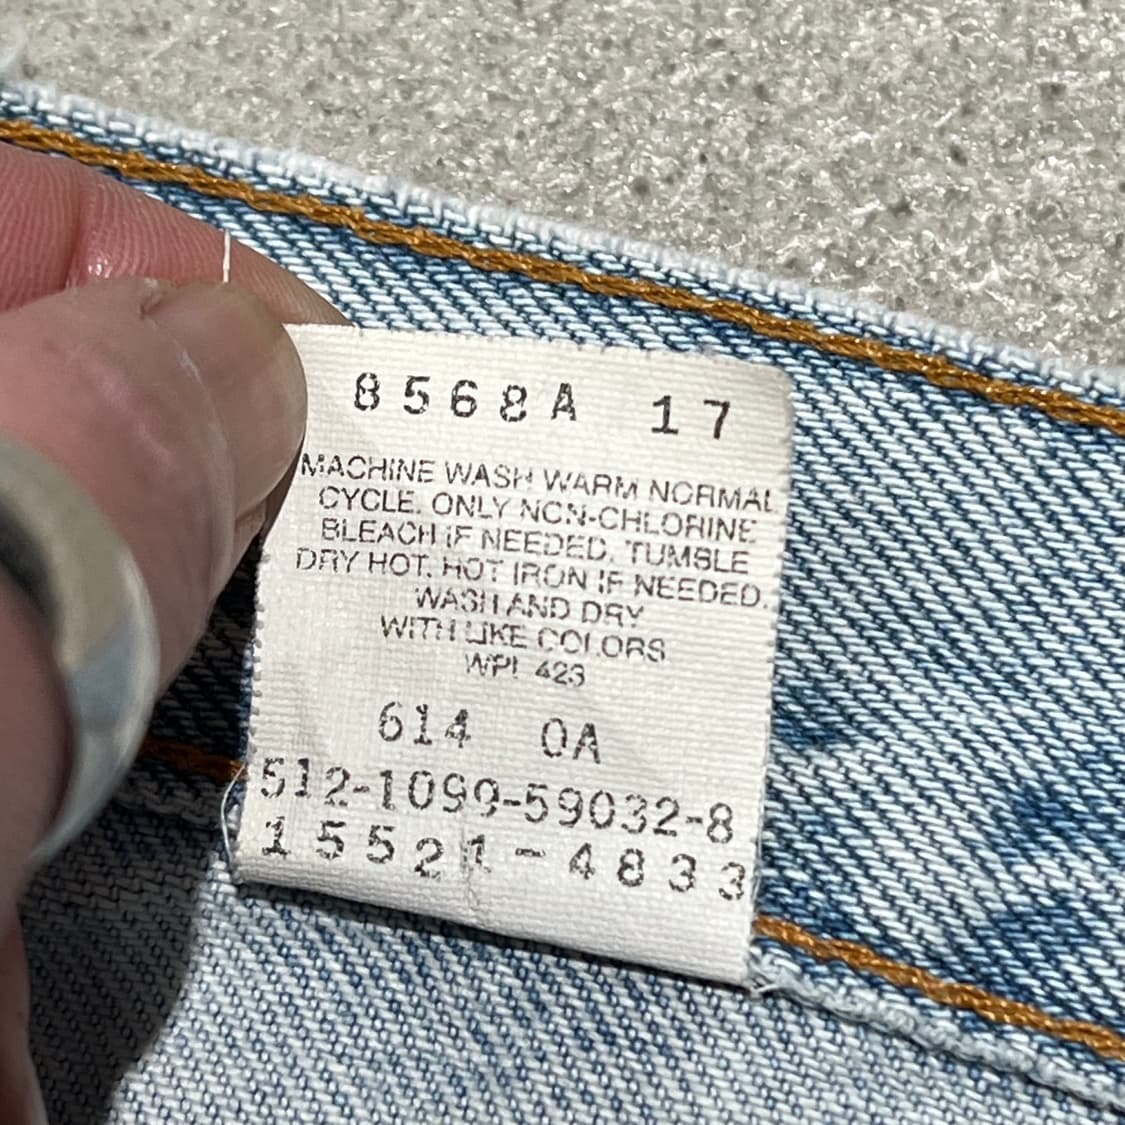 8568A 17
MACHINE WASH WARM NORMAL
CYCLE. ONLY NON-CHLORINE
BLEACH IF NEEDED. TUMBLE
DRY HOT. HOT IRON IF NEEDED.
WASH AND DRY
WITH LIKE COLORS
WPL 423
614 0A
512-1099-59032-8
15521-4833